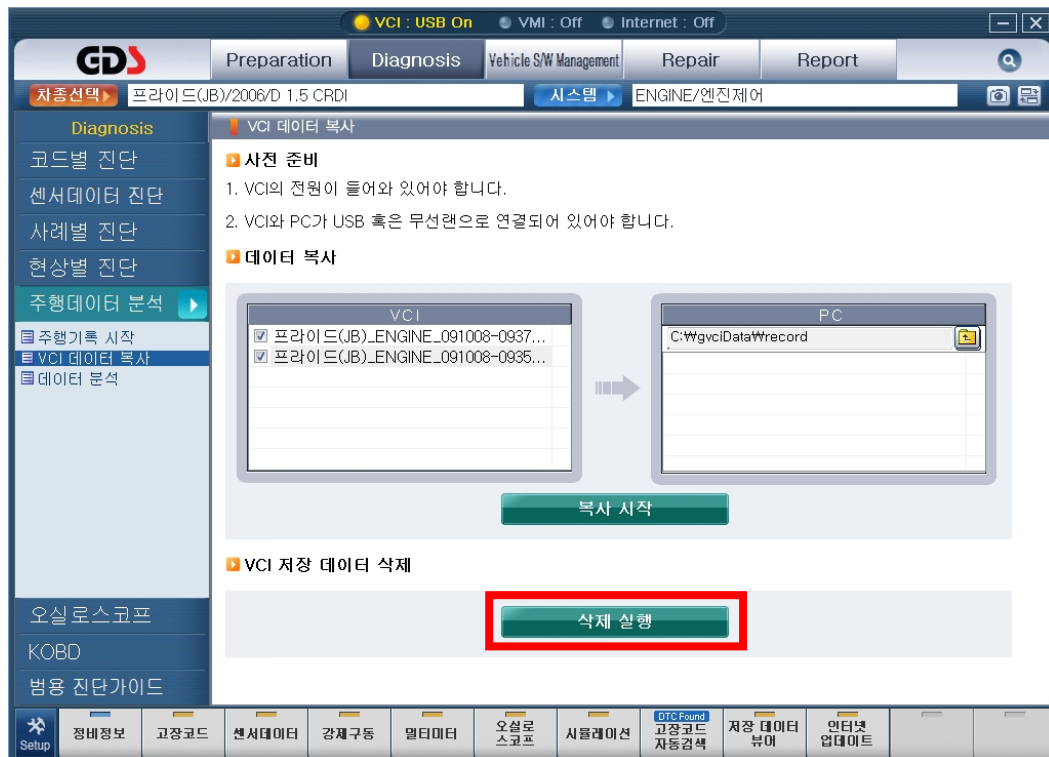 VCI : USB On VMI : Off Internet : Off
GDS Preparation Diagnosis Vehicle S/W Management Repair Report
차종선택 프라이드(JB)/2006/D 1.5 CRDI 시스템 ENGINE/엔진제어
Diagnosis
코드별 진단
센서데이터 진단
사례별 진단
현상별 진단
주행데이터 분석
주행기록 시작
VCI 데이터 복사
데이터 분석
오실로스코프
KOBD
범용 진단가이드
VCI 데이터 복사
사전 준비
1. VCI의 전원이 들어와 있어야 합니다.
2. VCI와 PC가 USB 혹은 무선랜으로 연결되어 있어야 합니다.
데이터 복사
VCI
프라이드(JB)_ENGINE_091008-0937...
프라이드(JB)_ENGINE_091008-0935...
PC
C:₩gvciData₩record
복사 시작
VCI 저장 데이터 삭제
삭제 실행
Setup
정비정보
고장코드
센서데이터
강제구동
멀티미터
오실로
스코프
시뮬레이션
DTC Found
고장코드
자동검색
저장 데이터
뷰어
인터넷
업데이트